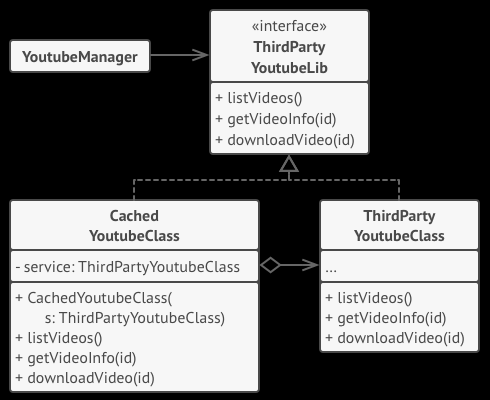 YoutubeManager
«interface»
ThirdParty
YoutubeLib
+ listVideos()
+ getVideoInfo(id)
+ downloadVideo(id)
Cached
YoutubeClass
- service: ThirdPartyYoutubeClass
+ CachedYoutubeClass(
s: ThirdPartyYoutubeClass)
+ listVideos()
+ getVideoInfo(id)
+ downloadVideo(id)
ThirdParty
YoutubeClass
...
+ listVideos()
+ getVideoInfo(id)
+ downloadVideo(id)